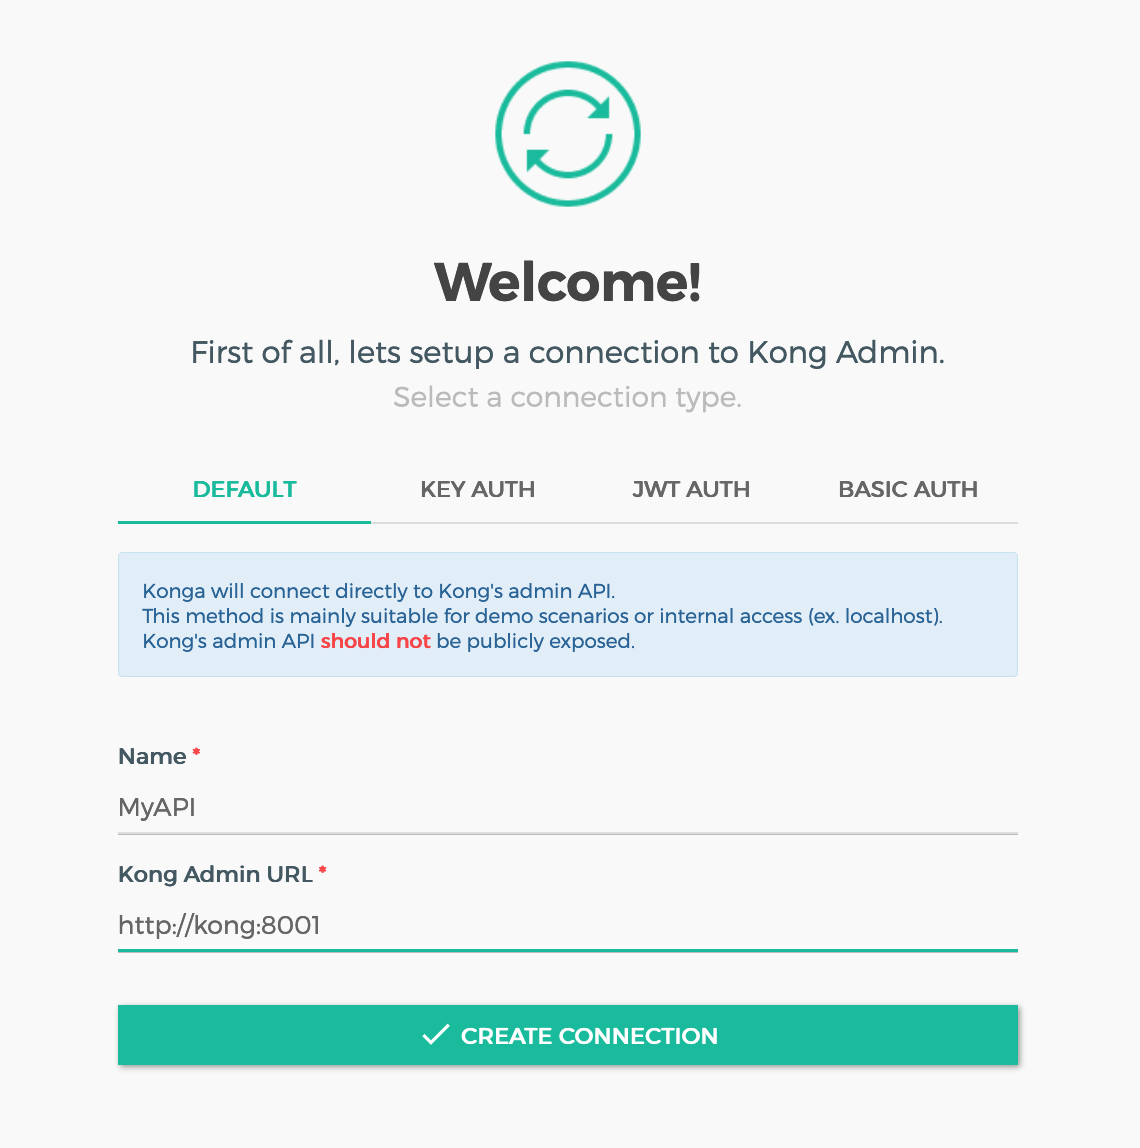 Welcome!
First of all, lets setup a connection to Kong Admin.
Select a connection type.
DEFAULT KEY AUTH JWT AUTH BASIC AUTH
Konga will connect directly to Kong's admin API.
This method is mainly suitable for demo scenarios or internal access (ex. localhost).
Kong's admin API should not be publicly exposed.
Name *
MyAPI
Kong Admin URL *
http://kong:8001
CREATE CONNECTION